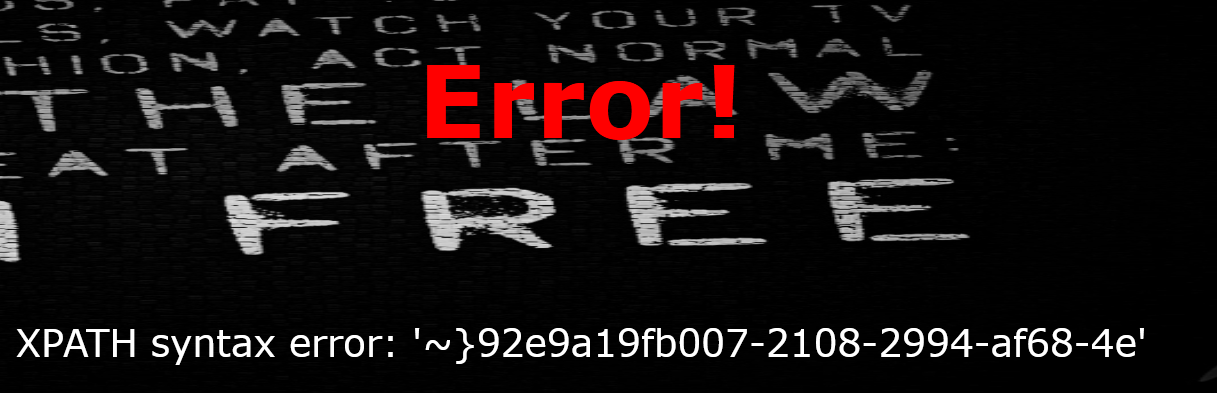 S, WATCH YOUR TV
HION, ACT NORMAL
THE LAW
EAT AFTER ME:
FREE
Error!
XPATH syntax error: '~}92e9a19fb007-2108-2994-af68-4e'